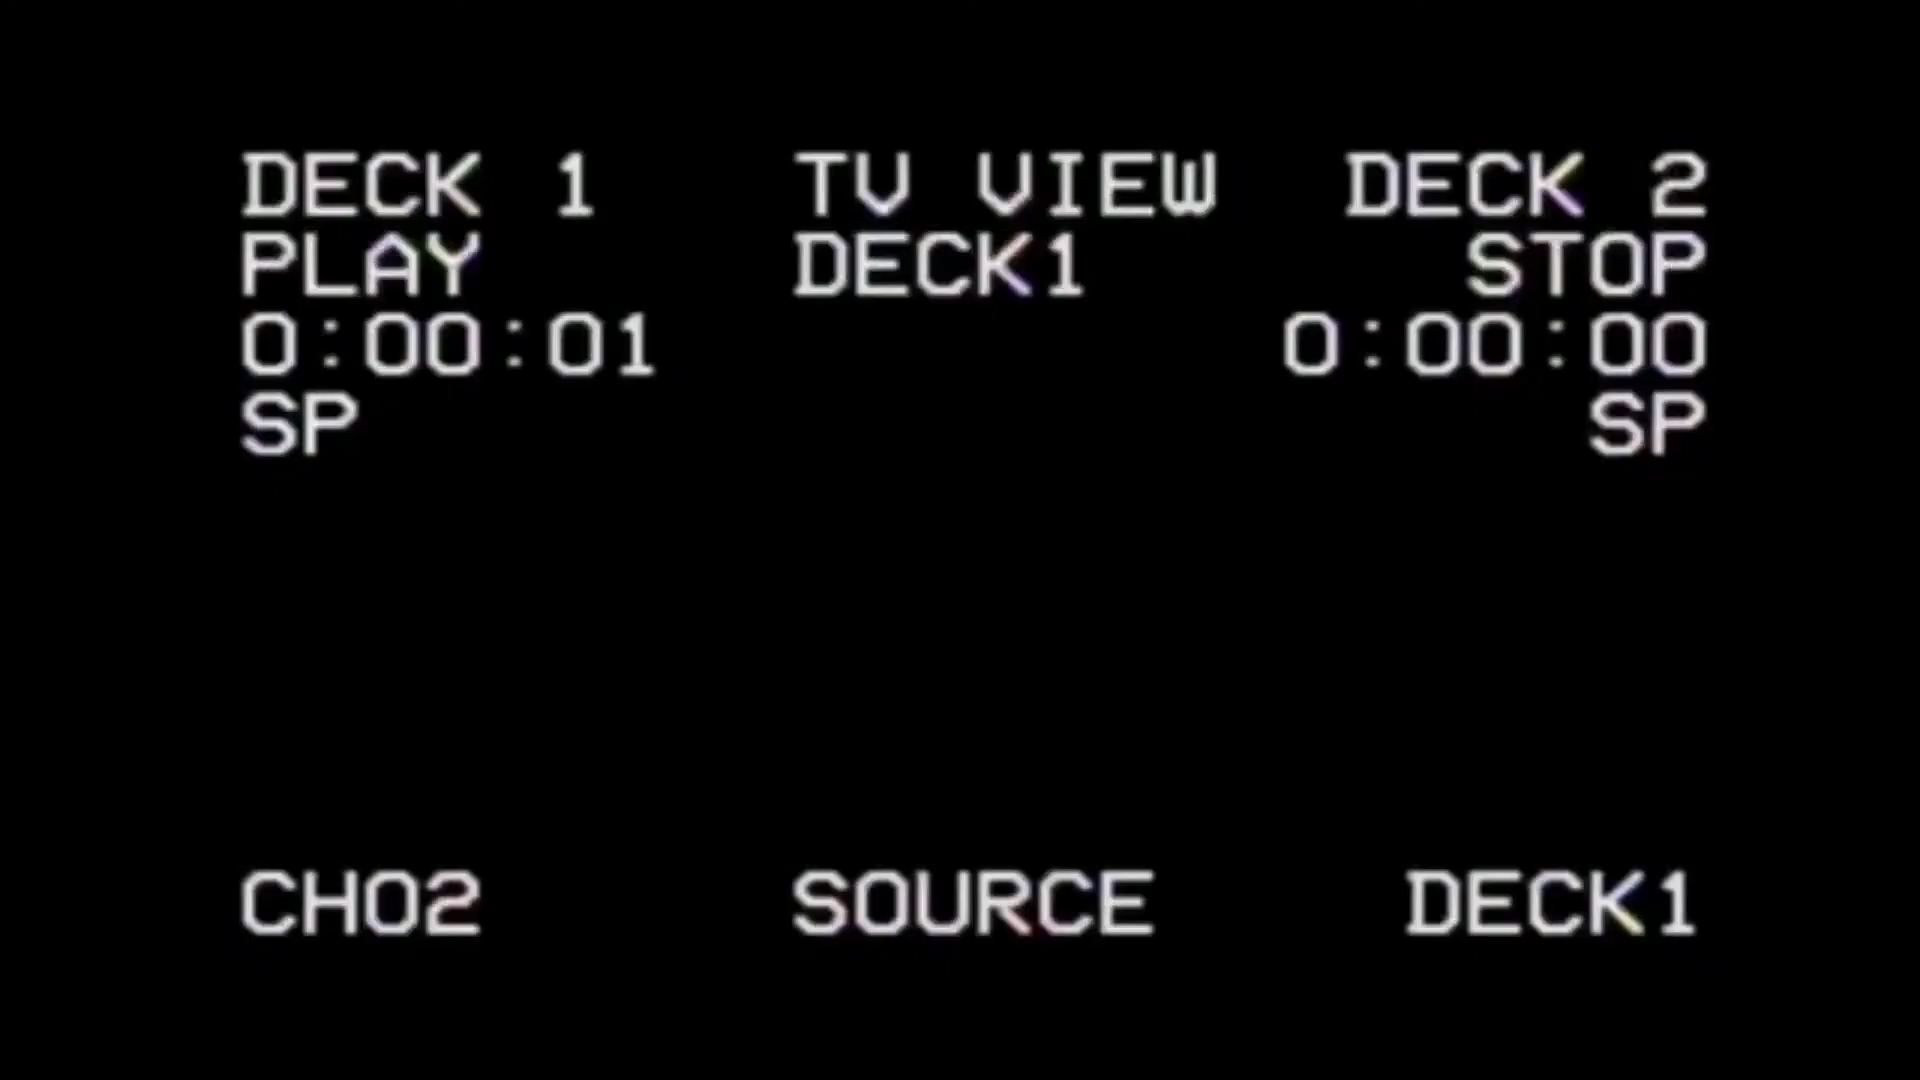 DECK 1 TV VIEW DECK 2
PLAY DECK1 STOP
0:00:01 0:00:00
SP SP
CH02 SOURCE DECK1